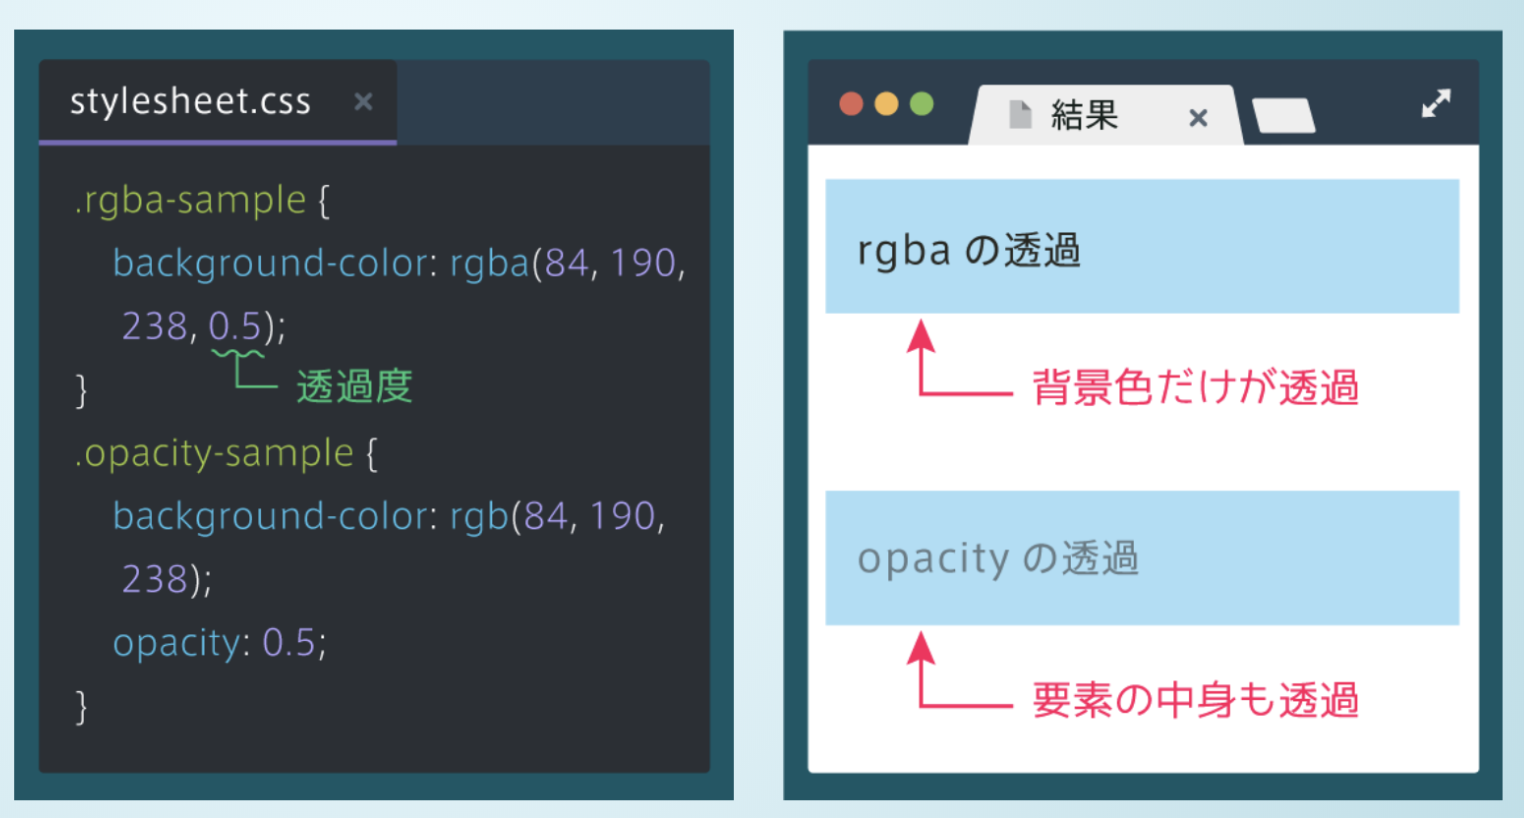 stylesheet.css
.rgba-sample {
background-color: rgba(84, 190,
238, 0.5);
透過度
}
.opacity-sample {
background-color: rgb(84, 190,
238);
opacity: 0.5;
}
結果
rgba の透過
背景色だけが透過
opacity の透過
要素の中身も透過